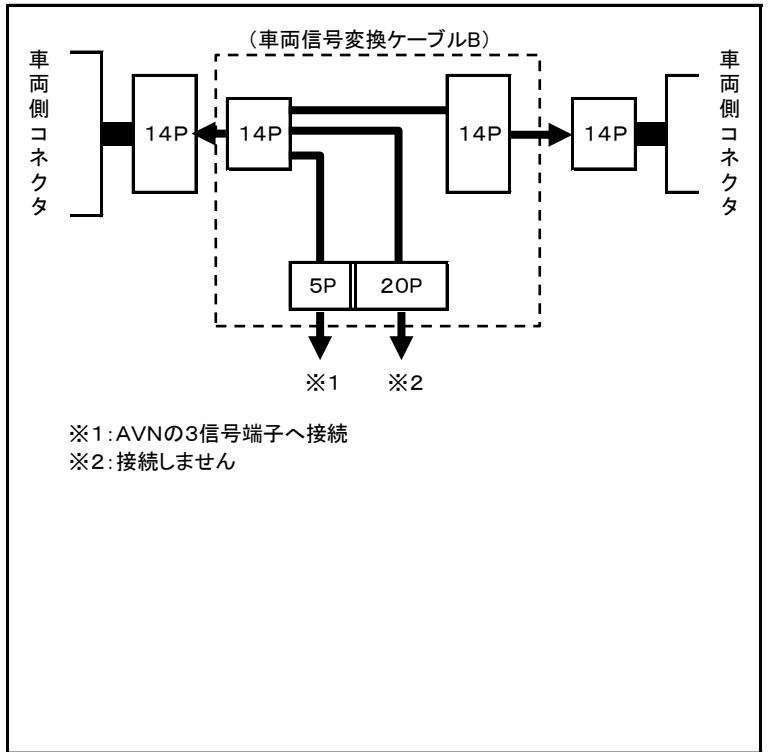 (車両信号変換ケーブルB)
車両側コネクタ
14P
14P
14P
14P
車両側コネクタ
5P
20P
※1
※2
※1:AVNの3信号端子へ接続
※2:接続しません